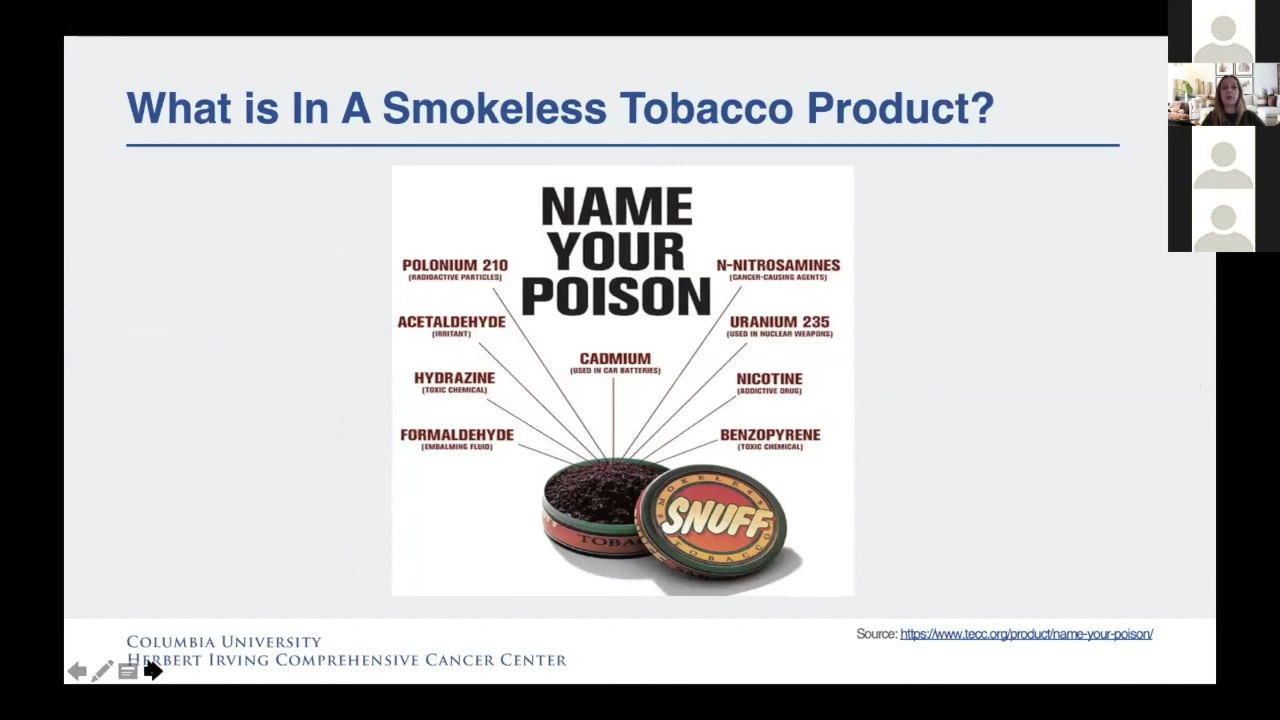 What is In A Smokeless Tobacco Product?
NAME
YOUR
POISON
POLONIUM 210
(RADIOACTIVE PARTICLES)
N-NITROSAMINES
(CANCER-CAUSING AGENTS)
ACETALDEHYDE
(IRRITANT)
URANIUM 235
(USED IN NUCLEAR WEAPONS)
CADMIUM
(USED IN CAR BATTERIES)
HYDRAZINE
(TOXIC CHEMICAL)
NICOTINE
(ADDICTIVE DRUG)
FORMALDEHYDE
(EMBALMING FLUID)
BENZOPYRENE
(TOXIC CHEMICAL)
SMOKELESS
SNUFF
TOBACCO
TOBAC
Source: https://www.tecc.org/product/name-your-poison/
COLUMBIA UNIVERSITY
HERBERT IRVING COMPREHENSIVE CANCER CENTER